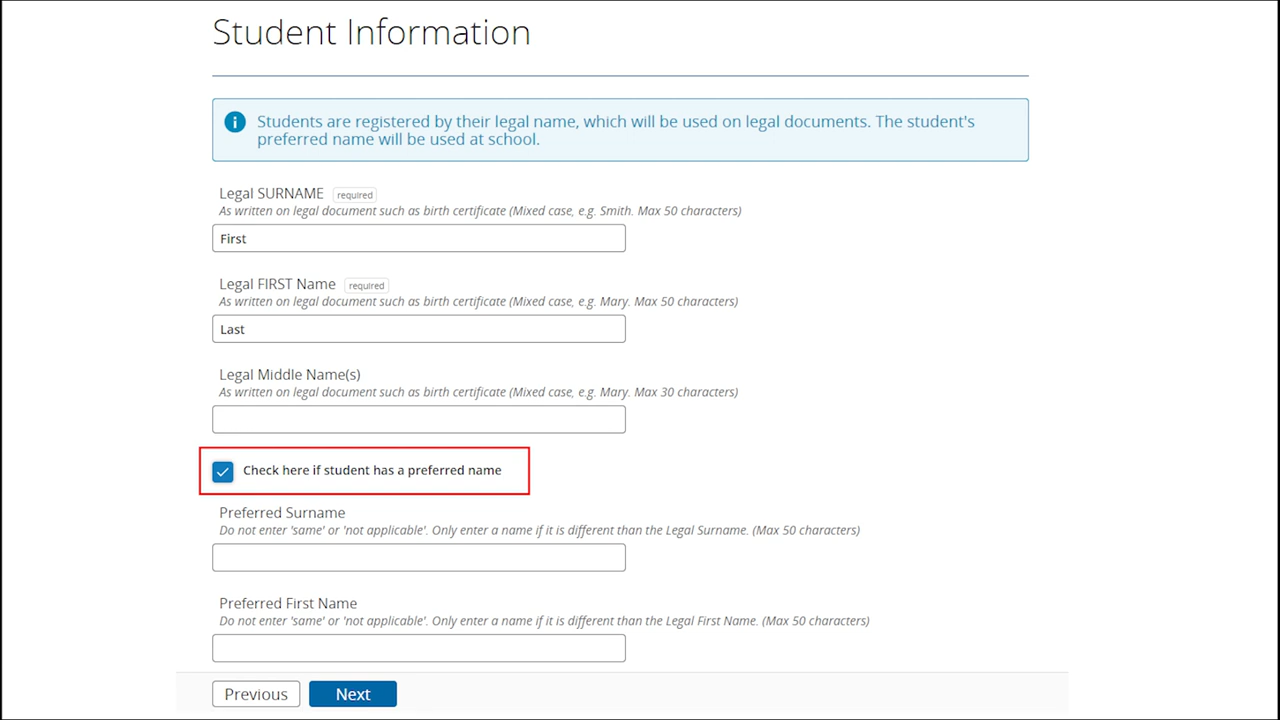 Student Information
Students are registered by their legal name, which will be used on legal documents. The student's
preferred name will be used at school.
Legal SURNAME required
As written on legal document such as birth certificate (Mixed case, e.g. Smith. Max 50 characters)
First
Legal FIRST Name required
As written on legal document such as birth certificate (Mixed case, e.g. Mary. Max 50 characters)
Last
Legal Middle Name(s)
As written on legal document such as birth certificate (Mixed case, e.g. Mary. Max 30 characters)
Check here if student has a preferred name
Preferred Surname
Do not enter 'same' or 'not applicable'. Only enter a name if it is different than the Legal Surname. (Max 50 characters)
Preferred First Name
Do not enter 'same' or 'not applicable'. Only enter a name if it is different than the Legal First Name. (Max 50 characters)
Previous Next